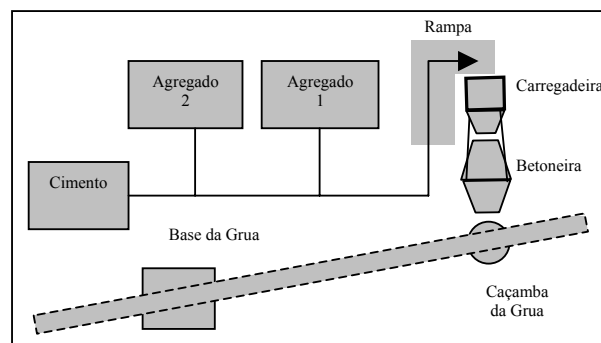 Rampa
Agregado
2
Agregado
1
Carregadeira
Betoneira
Cimento
Base da Grua
Caçamba
da Grua